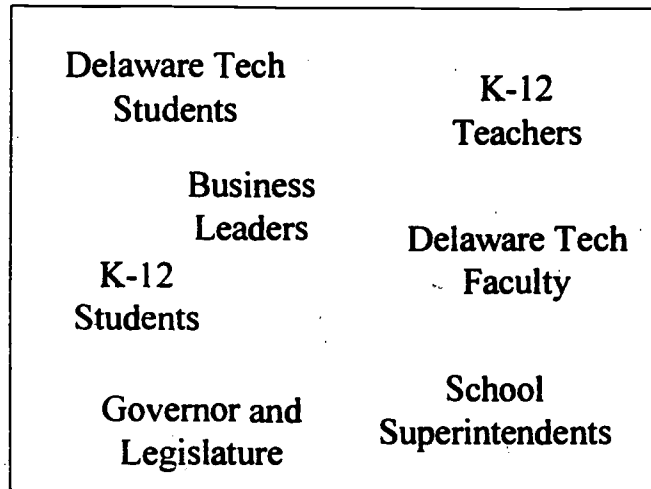 Delaware Tech
Students
K-12
Teachers
Business
Leaders
Delaware Tech
Faculty
K-12
Students
School
Superintendents
Governor and
Legislature